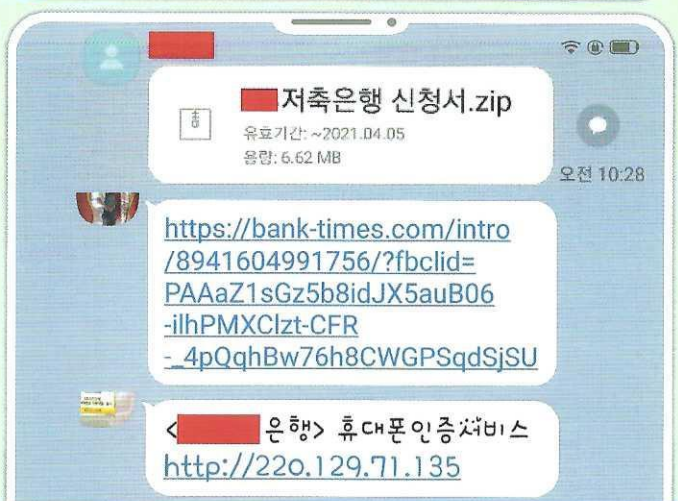 저축은행 신청서.zip
유효기간: ~2021.04.05
용량: 6.62 MB
오전 10:28
https://bank-times.com/intro
/8941604991756/?fbclid=
PAAaZ1sGz5b8idJX5auB06
-ilhPMXClzt-CFR
-_4pQqhBw76h8CWGPSqdSjSU
< 은행> 휴대폰인증서비스
http://220.129.71.135